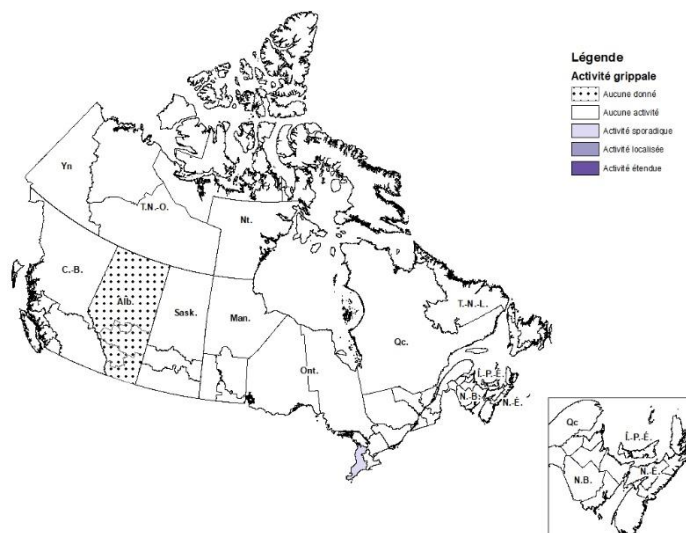 Légende
Activité grippale
Aucune donné
Aucune activité
Activité sporadique
Activité localisée
Activité étendue
Yn
T.N.-O.
Nt.
C.-B.
Alb.
Sask.
Man.
Ont.
Qc.
T.-N.-L.
Î.-P.-É.
N.-B.
N.-É.
Qc
Î.-P.-É.
N.-É.
N.B.